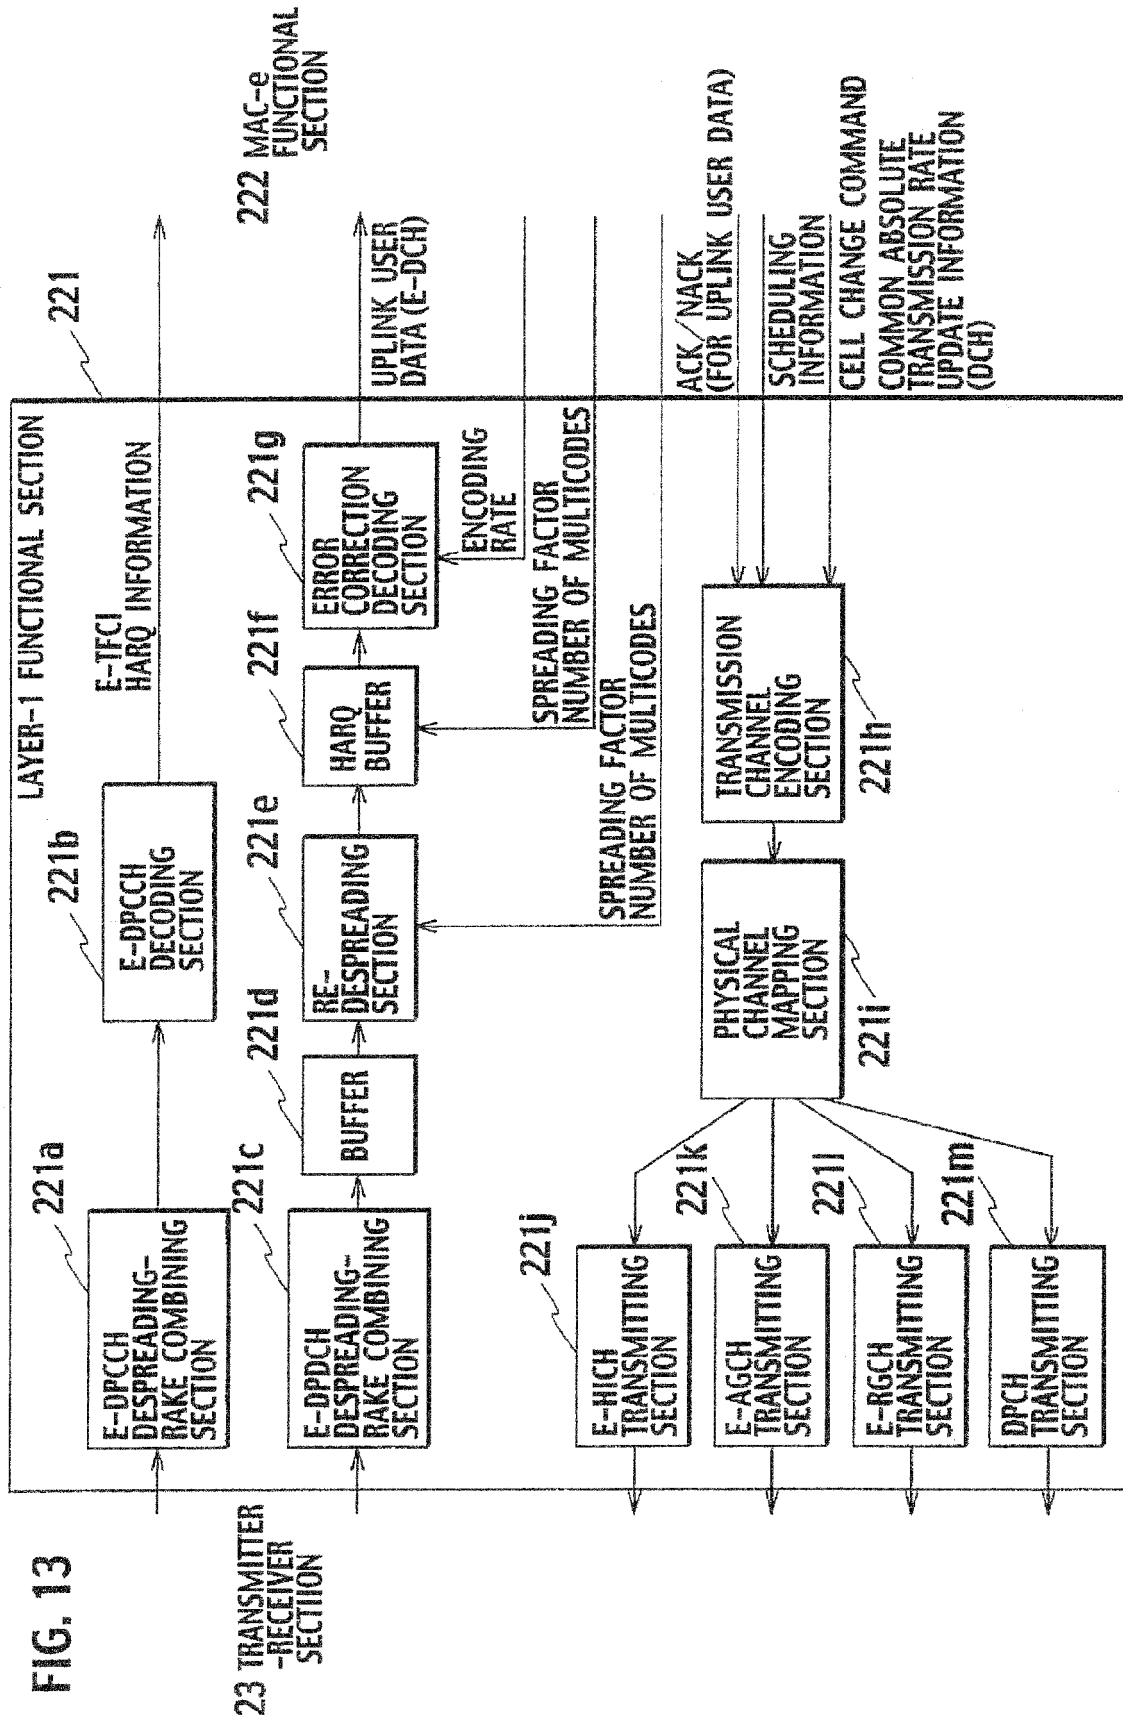 FIG. 13
LAYER-1 FUNCTIONAL SECTION
221
222 MAC-e
FUNCTIONAL
SECTION
23 TRANSMITTER
-RECEIVER
SECTIION
221a
E-DPCCH
DESPREADING-
RAKE COMBINING
SECTION
221b
E-DPCCH
DECODING
SECTION
E-TFCI
HARQ INFORMATION
221c
E-DPDCH
DESPREADING-
RAKE COMBINING
SECTION
221d
BUFFER
221e
RE-
DESPREADING
SECTION
221f
HARQ
BUFFER
221g
ERROR
CORRECTION
DECODING
SECTION
UPLINK USER
DATA (E-DCH)
ENCODING
RATE
SPREADING FACTOR
NUMBER OF MULTICODES
SPREADING FACTOR
NUMBER OF MULTICODES
221j
E-HICH
TRANSMITTING
SECTION
221k
E-AGCH
TRANSMITTING
SECTION
221l
E-RGCH
TRANSMITTING
SECTION
221m
DPCH
TRANSMITTING
SECTION
PHYSICAL
CHANNEL
MAPPING
SECTION
221i
TRANSMISSION
CHANNEL
ENCODING
SECTION
221h
ACK/NACK
(FOR UPLINK USER DATA)
SCHEDULING
INFORMATION
CELL CHANGE COMMAND
COMMON ABSOLUTE
TRANSMISSION RATE
UPDATE INFORMATION
(DCH)